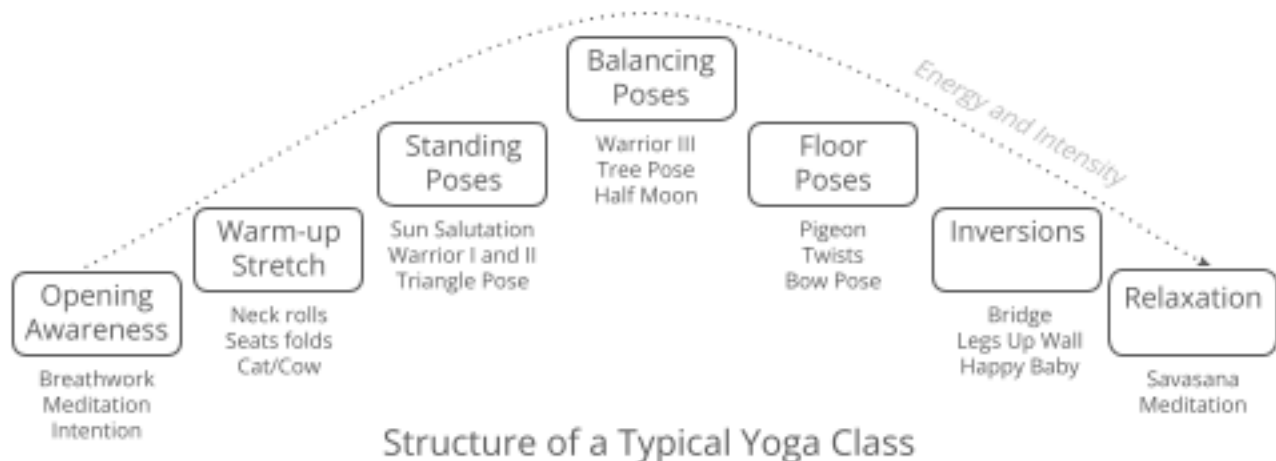 Opening
Awareness
Breathwork
Meditation
Intention
Warm-up
Stretch
Neck rolls
Seats folds
Cat/Cow
Standing
Poses
Sun Salutation
Warrior I and II
Triangle Pose
Balancing
Poses
Warrior III
Tree Pose
Half Moon
Floor
Poses
Pigeon
Twists
Bow Pose
Inversions
Bridge
Legs Up Wall
Happy Baby
Relaxation
Savasana
Meditation
Energy and Intensity
Structure of a Typical Yoga Class